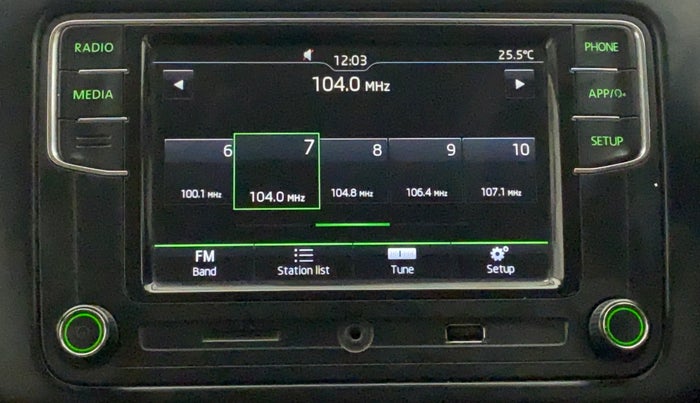 RADIO
MEDIA
12:03
25.5°C
104.0 MHz
6
7
8
9
10
100.1 MHz
104.0 MHz
104.8 MHz
106.4 MHz
107.1 MHz
FM
Band
Station list
Tune
Setup
PHONE
APP/
SETUP